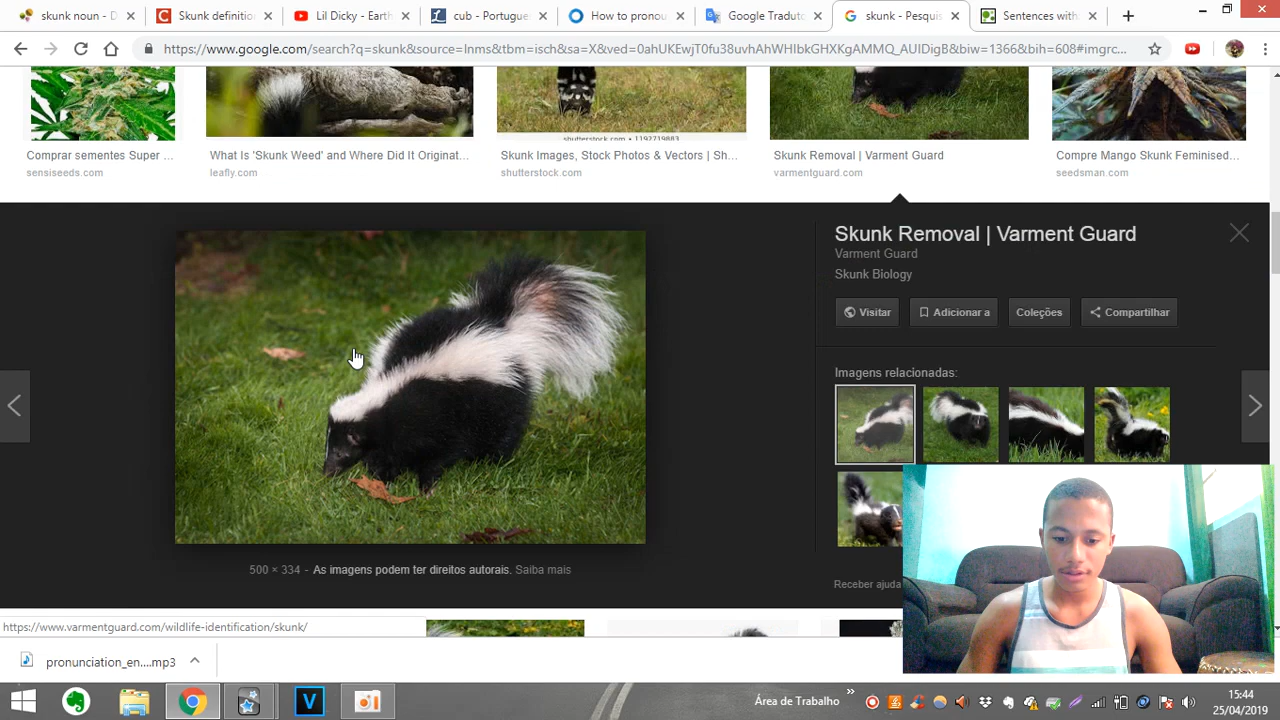 skunk noun - D
Skunk definitio
Lil Dicky - Earth
cub - Portugue
How to pronou
Google Traduto
skunk - Pesquis
Sentences with
https://www.google.com/search?q=skunk&source=lnms&tbm=isch&sa=X&ved=0ahUKEwjT0fu38uvhAhWHIbkGHXKgAMMQ_AUIDigB&biw=1366&bih=608#imgrc...
shutterstock.com • 1192719883
Comprar sementes Super ...
What Is 'Skunk Weed' and Where Did It Originat...
Skunk Images, Stock Photos & Vectors | Sh...
Skunk Removal | Varment Guard
Compre Mango Skunk Feminised...
sensiseeds.com
leafly.com
shutterstock.com
varmentguard.com
seedsman.com
Skunk Removal | Varment Guard
Varment Guard
Skunk Biology
Visitar
Adicionar a
Coleções
Compartilhar
Imagens relacionadas:
500 × 334 - As imagens podem ter direitos autorais. Saiba mais
Receber ajuda
https://www.varmentguard.com/wildlife-identification/skunk/
pronunciation_en....mp3
Área de Trabalho
15:44
25/04/2019